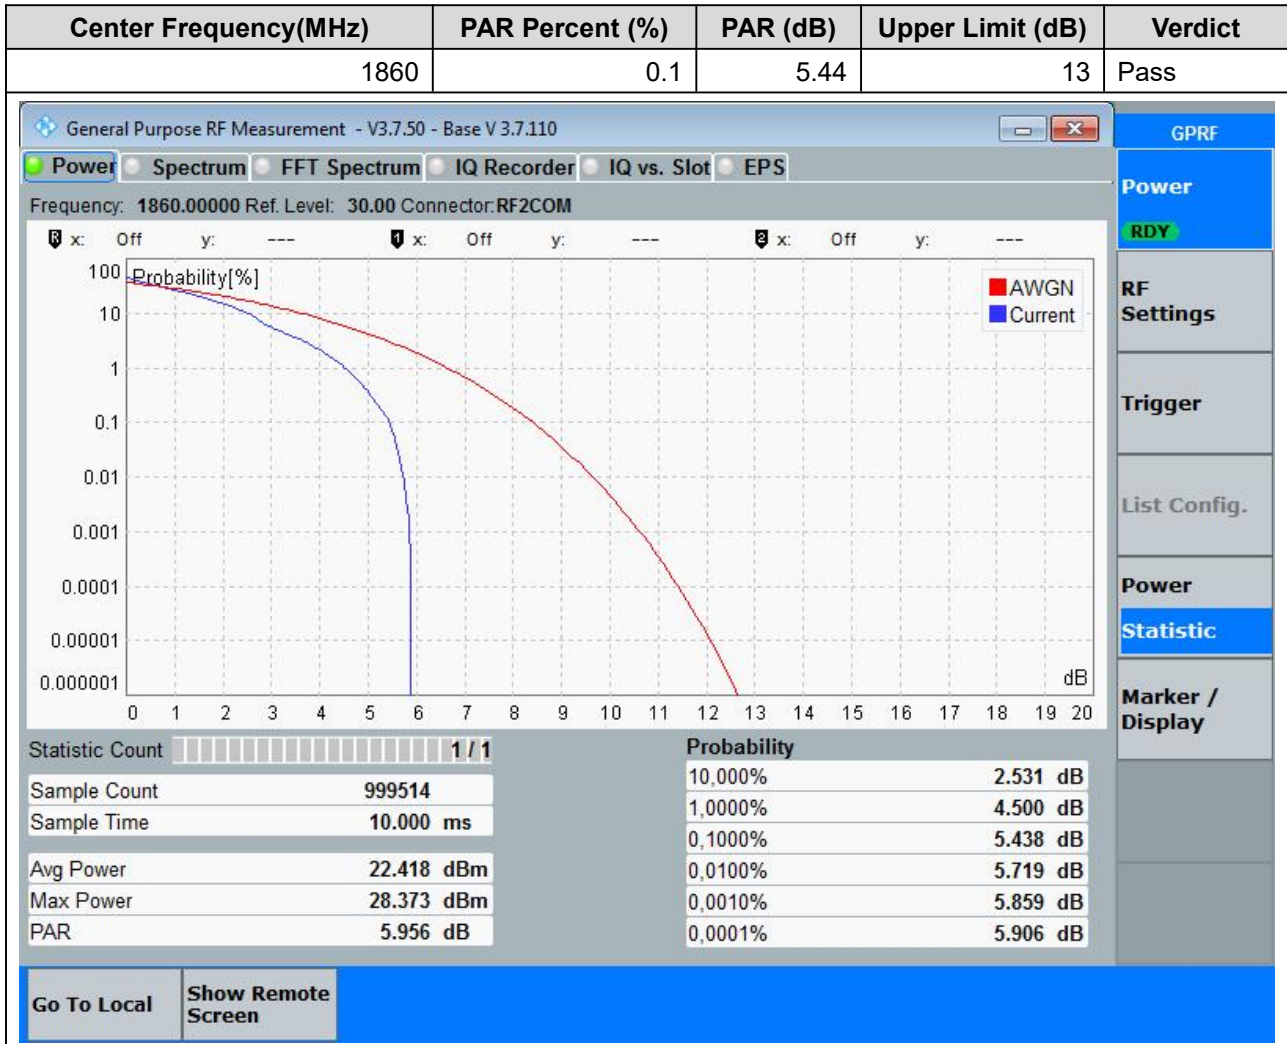 Center Frequency(MHz) PAR Percent (%) PAR (dB) Upper Limit (dB) Verdict
1860 0.1 5.44 13 Pass
General Purpose RF Measurement - V3.7.50 - Base V 3.7.110
GPRF
Power Spectrum FFT Spectrum IQ Recorder IQ vs. Slot EPS
Frequency: 1860.00000 Ref. Level: 30.00 Connector:RF2COM
R x: Off y: --- 1 x: Off y: --- 2 x: Off y: ---
Probability[%]
AWGN
Current
100
10
1
0.1
0.01
0.001
0.0001
0.00001
0.000001
dB
0 1 2 3 4 5 6 7 8 9 10 11 12 13 14 15 16 17 18 19 20
Statistic Count 1 / 1
Sample Count 999514
Sample Time 10.000 ms
Avg Power 22.418 dBm
Max Power 28.373 dBm
PAR 5.956 dB
Probability
10,000% 2.531 dB
1,0000% 4.500 dB
0,1000% 5.438 dB
0,0100% 5.719 dB
0,0010% 5.859 dB
0,0001% 5.906 dB
Power
RDY
RF
Settings
Trigger
List Config.
Power
Statistic
Marker /
Display
Go To Local
Show Remote
Screen